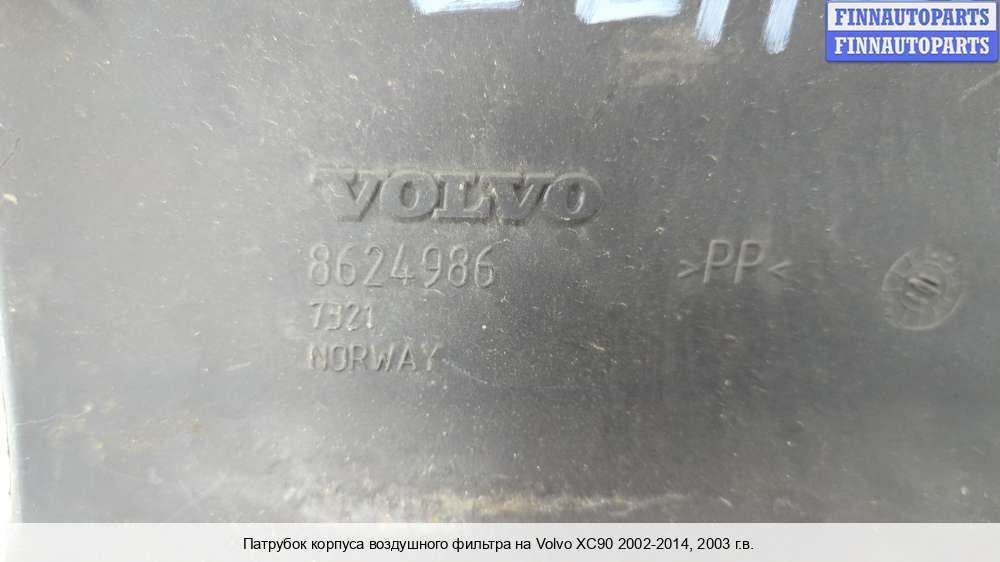 FINNAUTOPARTS
FINNAUTOPARTS
VOLVO
8624986
7321
NORWAY
>PP<
Патрубок корпуса воздушного фильтра на Volvo XC90 2002-2014, 2003 г.в.